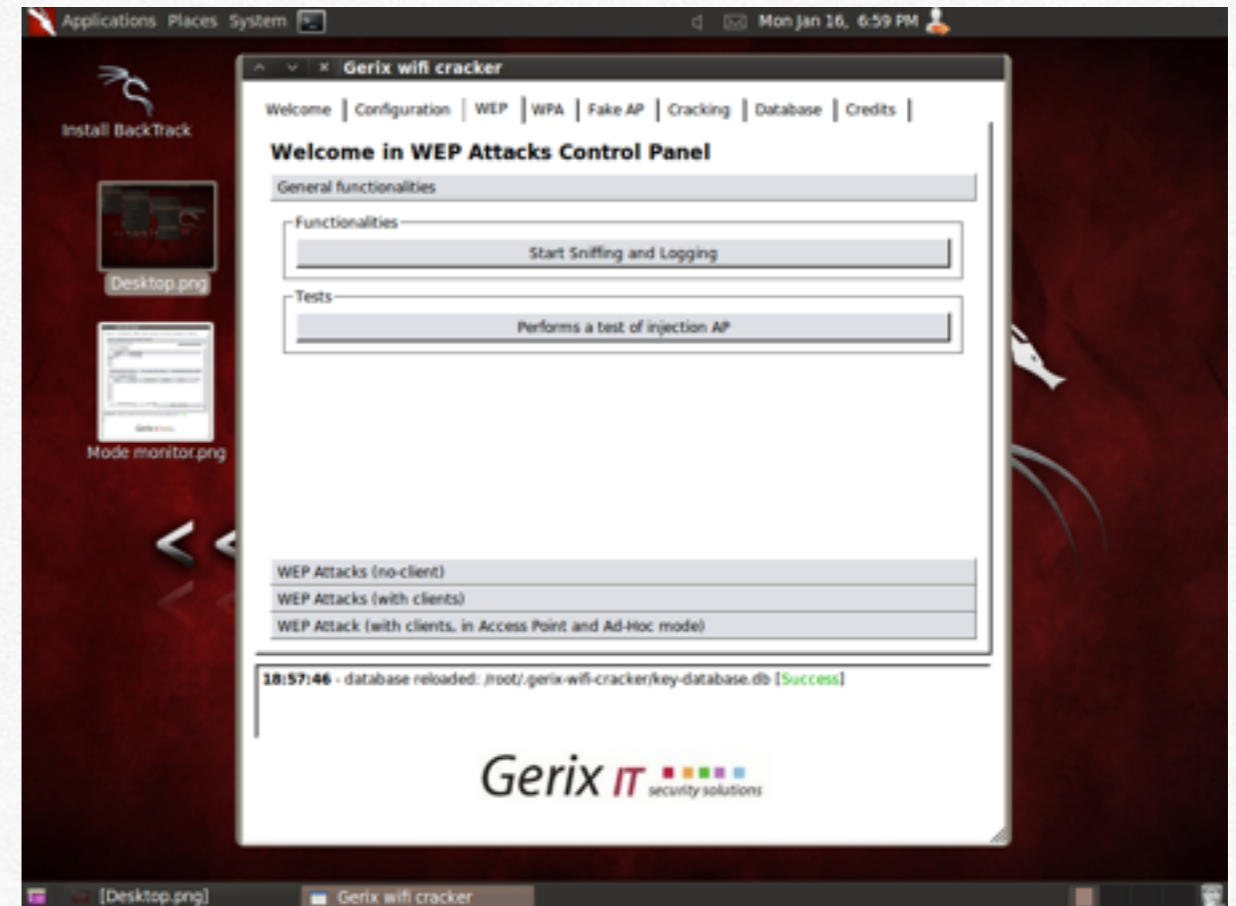 Applications Places System
Mon Jan 16, 6:59 PM
Install BackTrack
Desktop.png
Mode monitor.png
Gerix wifi cracker
Welcome | Configuration | WEP | WPA | Fake AP | Cracking | Database | Credits |
Welcome in WEP Attacks Control Panel
General functionalities
Functionalities
Start Sniffing and Logging
Tests
Performs a test of injection AP
<<
WEP Attacks (no-client)
WEP Attacks (with clients)
WEP Attack (with clients, in Access Point and Ad-Hoc mode)
18:57:46 - database reloaded: /root/.gerix-wifi-cracker/key-database.db [Success]
Gerix IT security solutions
[Desktop.png]
Gerix wifi cracker